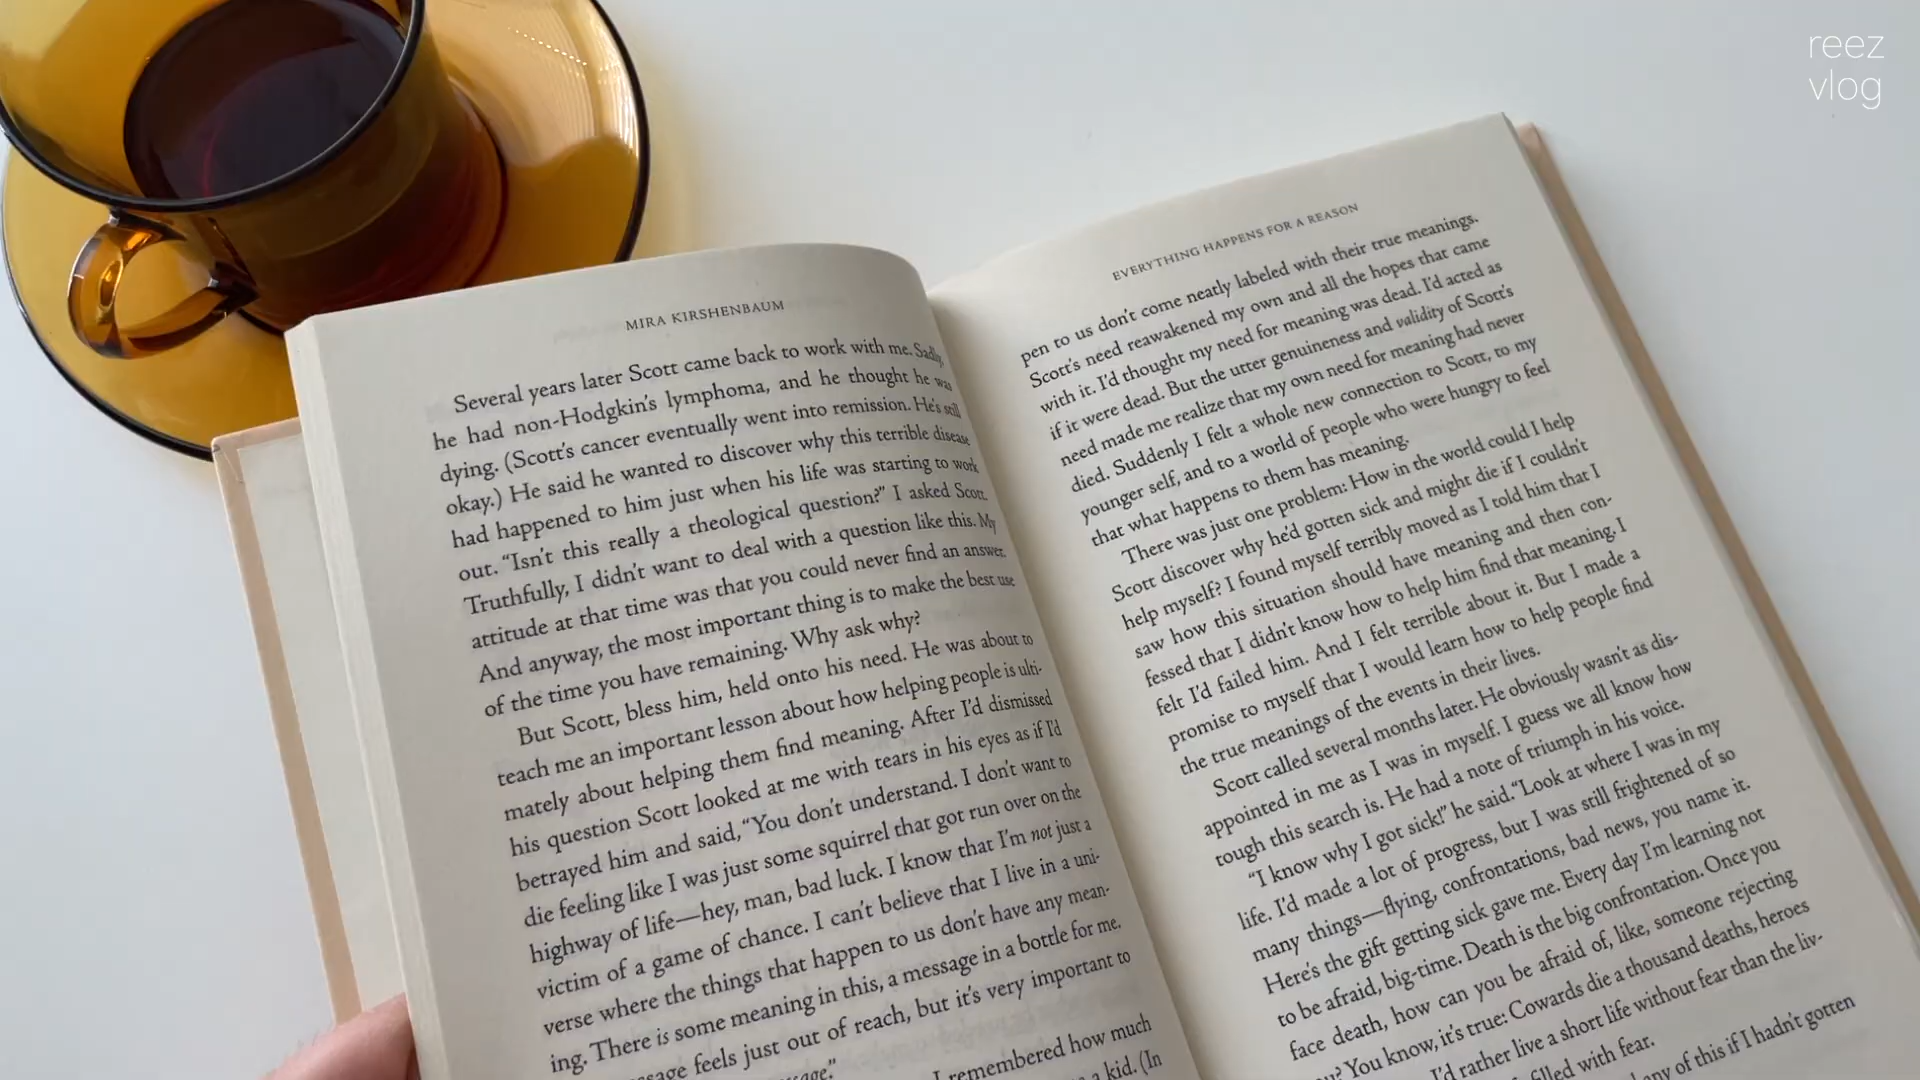 reez
vlog
MIRA KIRSHENBAUM
Several years later Scott came back to work with me. Sadly,
he had non-Hodgkin's lymphoma, and he thought he was
dying. (Scott's cancer eventually went into remission. He's still
okay.) He said he wanted to discover why this terrible disease
had happened to him just when his life was starting to work
out. “Isn't this really a theological question?” I asked Scott.
Truthfully, I didn't want to deal with a question like this. My
attitude at that time was that you could never find an answer.
And anyway, the most important thing is to make the best use
of the time you have remaining. Why ask why?
But Scott, bless him, held onto his need. He was about to
teach me an important lesson about how helping people is ulti-
mately about helping them find meaning. After I'd dismissed
his question Scott looked at me with tears in his eyes as if I'd
betrayed him and said, “You don't understand. I don't want to
die feeling like I was just some squirrel that got run over on the
highway of life—hey, man, bad luck. I know that I'm not just a
victim of a game of chance. I can't believe that I live in a uni-
verse where the things that happen to us don't have any mean-
ing. There is some meaning in this, a message in a bottle for me.
feels just out of reach, but it's very important to
I remembered how much
a kid. (In
EVERYTHING HAPPENS FOR A REASON
pen to us don't come neatly labeled with their true meanings.
Scott's need reawakened my own and all the hopes that came
with it. I'd thought my need for meaning was dead. I'd acted as
if it were dead. But the utter genuineness and validity of Scott's
need made me realize that my own need for meaning had never
died. Suddenly I felt a whole new connection to Scott, to my
younger self, and to a world of people who were hungry to feel
that what happens to them has meaning.
There was just one problem: How in the world could I help
Scott discover why he'd gotten sick and might die if I couldn't
help myself? I found myself terribly moved as I told him that I
saw how this situation should have meaning and then con-
fessed that I didn't know how to help him find that meaning. I
felt I'd failed him. And I felt terrible about it. But I made a
promise to myself that I would learn how to help people find
the true meanings of the events in their lives.
Scott called several months later. He obviously wasn't as dis-
appointed in me as I was in myself. I guess we all know how
tough this search is. He had a note of triumph in his voice.
“I know why I got sick!” he said. “Look at where I was in my
life. I'd made a lot of progress, but I was still frightened of so
many things—flying, confrontations, bad news, you name it.
Here's the gift getting sick gave me. Every day I'm learning not
to be afraid, big-time. Death is the big confrontation. Once you
face death, how can you be afraid of, like, someone rejecting
You know, it's true: Cowards die a thousand deaths, heroes
I'd rather live a short life without fear than the liv-
filled with fear.
any of this if I hadn't gotten